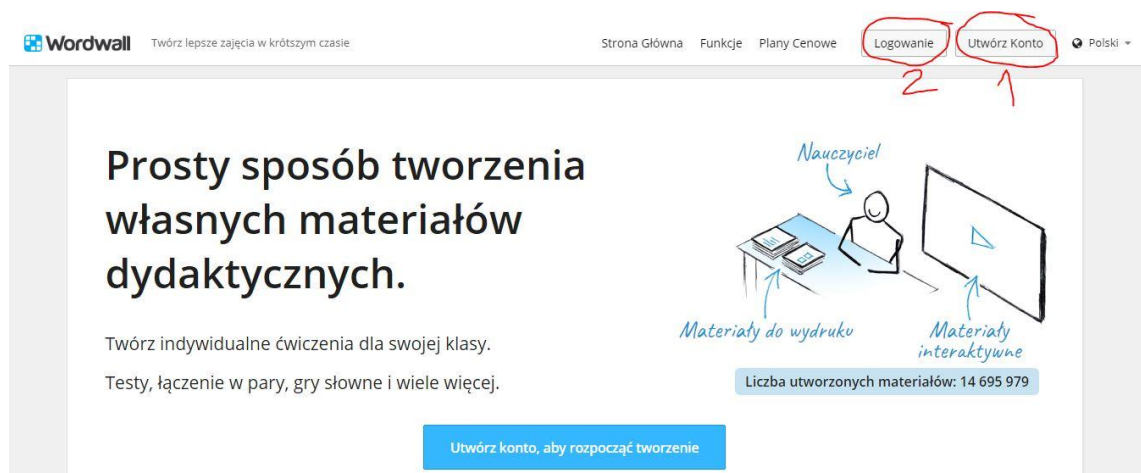 Wordwall Twórz lepsze zajęcia w krótszym czasie Strona Główna Funkcje Plany Cenowe Logowanie Utwórz Konto Polski
2 1
Prosty sposób tworzenia
własnych materiałów
dydaktycznych.
Twórz indywidualne ćwiczenia dla swojej klasy.
Testy, łączenie w pary, gry słowne i wiele więcej.
Nauczyciel
Materiały do wydruku
Materiały
interaktywne
Liczba utworzonych materiałów: 14 695 979
Utwórz konto, aby rozpocząć tworzenie